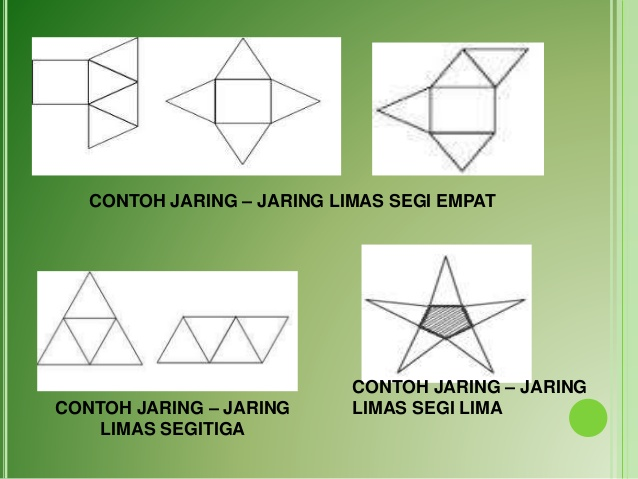 CONTOH JARING – JARING LIMAS SEGI EMPAT
CONTOH JARING – JARING
LIMAS SEGITIGA
CONTOH JARING – JARING
LIMAS SEGI LIMA